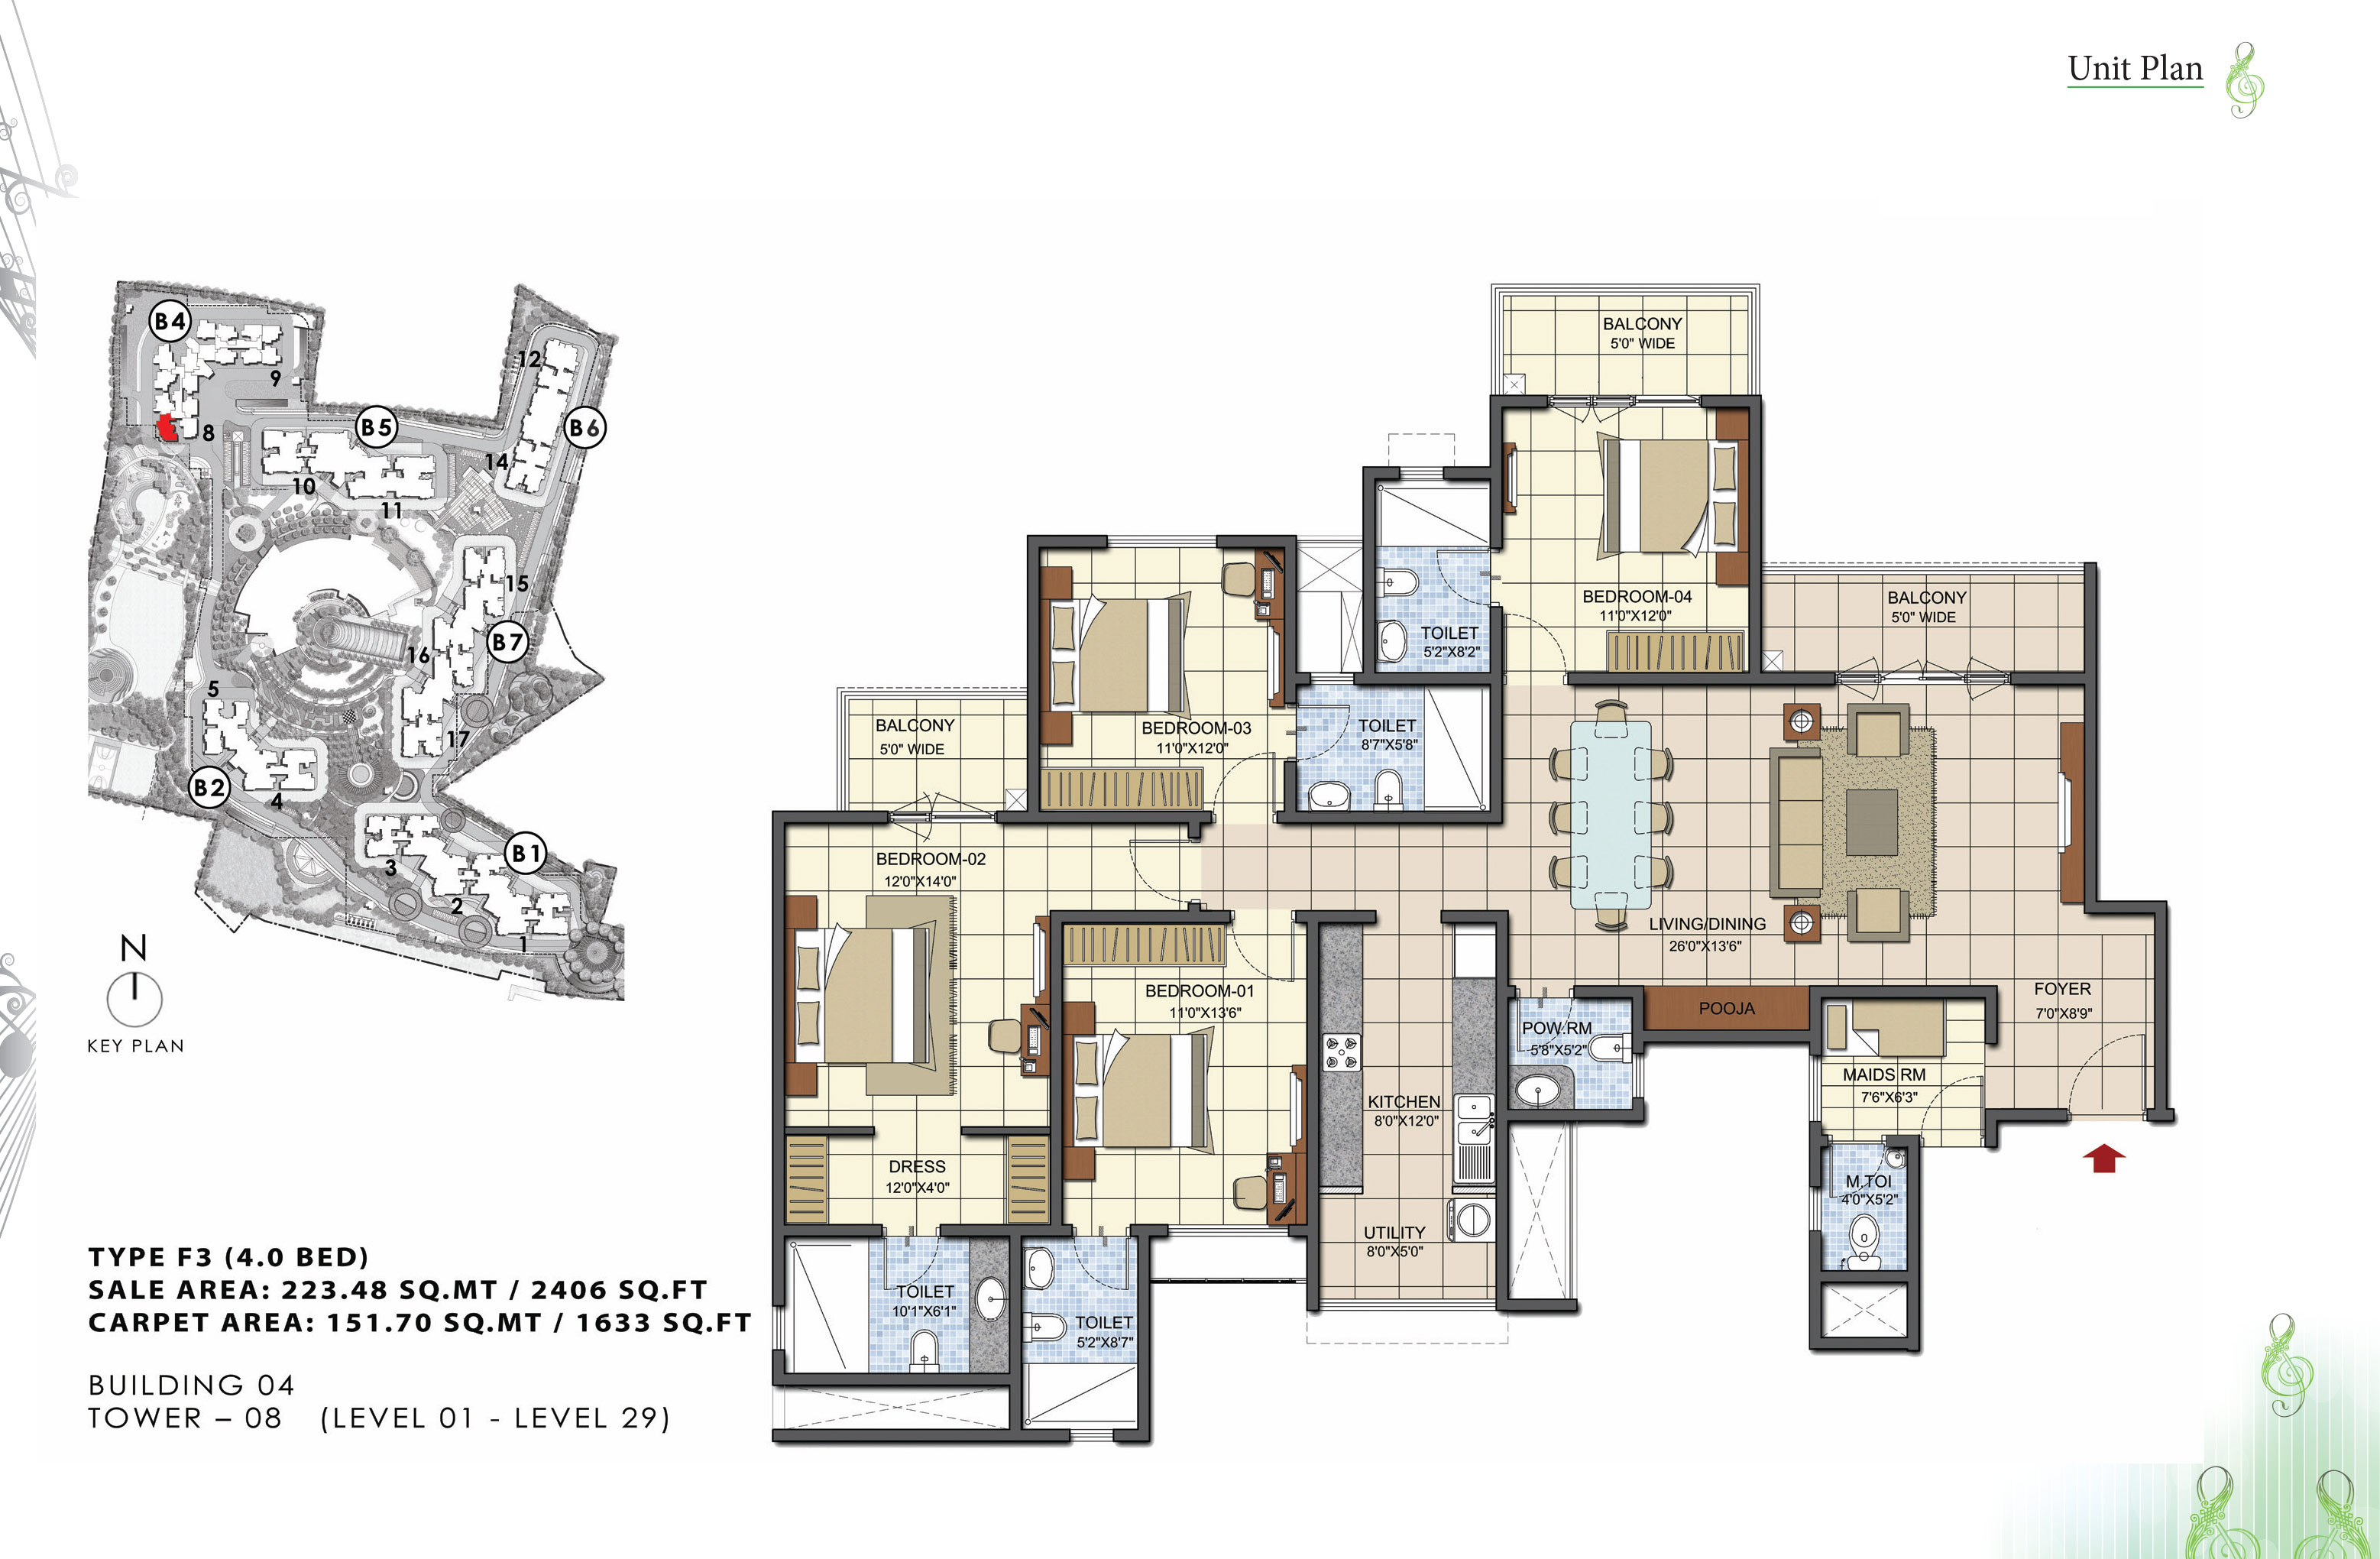 Unit Plan
B4
9
8
12
B5
B6
14
10
11
15
B7
16
5
17
B2
4
3
B1
2
1
N
KEY PLAN
TYPE F3 (4.0 BED)
SALE AREA: 223.48 SQ.MT / 2406 SQ.FT
CARPET AREA: 151.70 SQ.MT / 1633 SQ.FT
BUILDING 04
TOWER – 08 (LEVEL 01 - LEVEL 29)
BALCONY
5'0" WIDE
BEDROOM-04
11'0"X12'0"
TOILET
5'2"X8'2"
BALCONY
5'0" WIDE
BALCONY
5'0" WIDE
BEDROOM-03
11'0"X12'0"
TOILET
8'7"X5'8"
BEDROOM-02
12'0"X14'0"
LIVING/DINING
26'0"X13'6"
BEDROOM-01
11'0"X13'6"
FOYER
7'0"X8'9"
POOJA
POW.RM
5'8"X5'2"
MAIDS RM
7'6"X6'3"
KITCHEN
8'0"X12'0"
DRESS
12'0"X4'0"
M.TOI
4'0"X5'2"
UTILITY
8'0"X5'0"
TOILET
10'1"X6'1"
TOILET
5'2"X8'7"